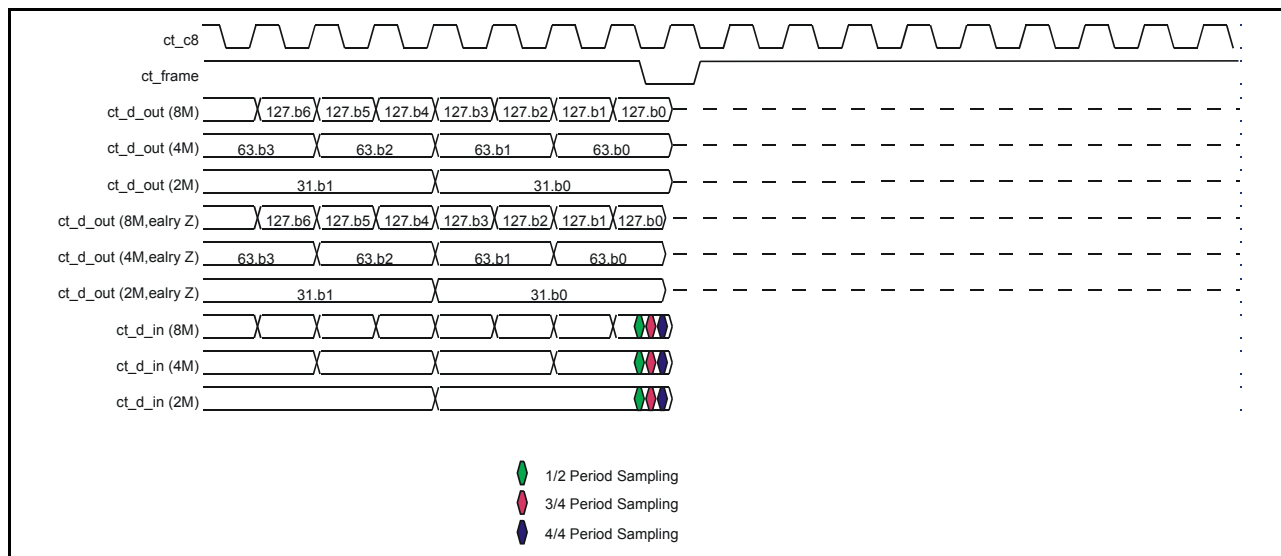 ct_c8
ct_frame
ct_d_out (8M) 127.b6 127.b5 127.b4 127.b3 127.b2 127.b1 127.b0
ct_d_out (4M) 63.b3 63.b2 63.b1 63.b0
ct_d_out (2M) 31.b1 31.b0
ct_d_out (8M,ealry Z) 127.b6 127.b5 127.b4 127.b3 127.b2 127.b1 127.b0
ct_d_out (4M,ealry Z) 63.b3 63.b2 63.b1 63.b0
ct_d_out (2M,ealry Z) 31.b1 31.b0
ct_d_in (8M)
ct_d_in (4M)
ct_d_in (2M)
1/2 Period Sampling
3/4 Period Sampling
4/4 Period Sampling